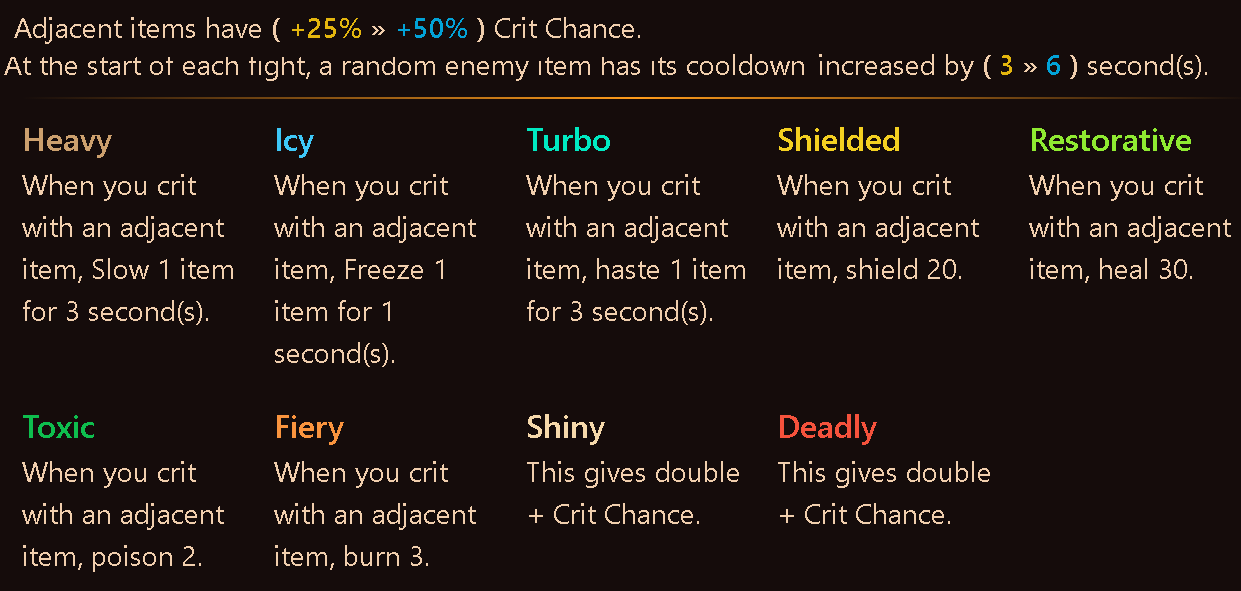 Adjacent items have ( +25% » +50% ) Crit Chance.
At the start of each fight, a random enemy item has its cooldown increased by ( 3 » 6 ) second(s).
Heavy
When you crit
with an adjacent
item, Slow 1 item
for 3 second(s).
Icy
When you crit
with an adjacent
item, Freeze 1
item for 1
second(s).
Turbo
When you crit
with an adjacent
item, haste 1 item
for 3 second(s).
Shielded
When you crit
with an adjacent
item, shield 20.
Restorative
When you crit
with an adjacent
item, heal 30.
Toxic
When you crit
with an adjacent
item, poison 2.
Fiery
When you crit
with an adjacent
item, burn 3.
Shiny
This gives double
+ Crit Chance.
Deadly
This gives double
+ Crit Chance.